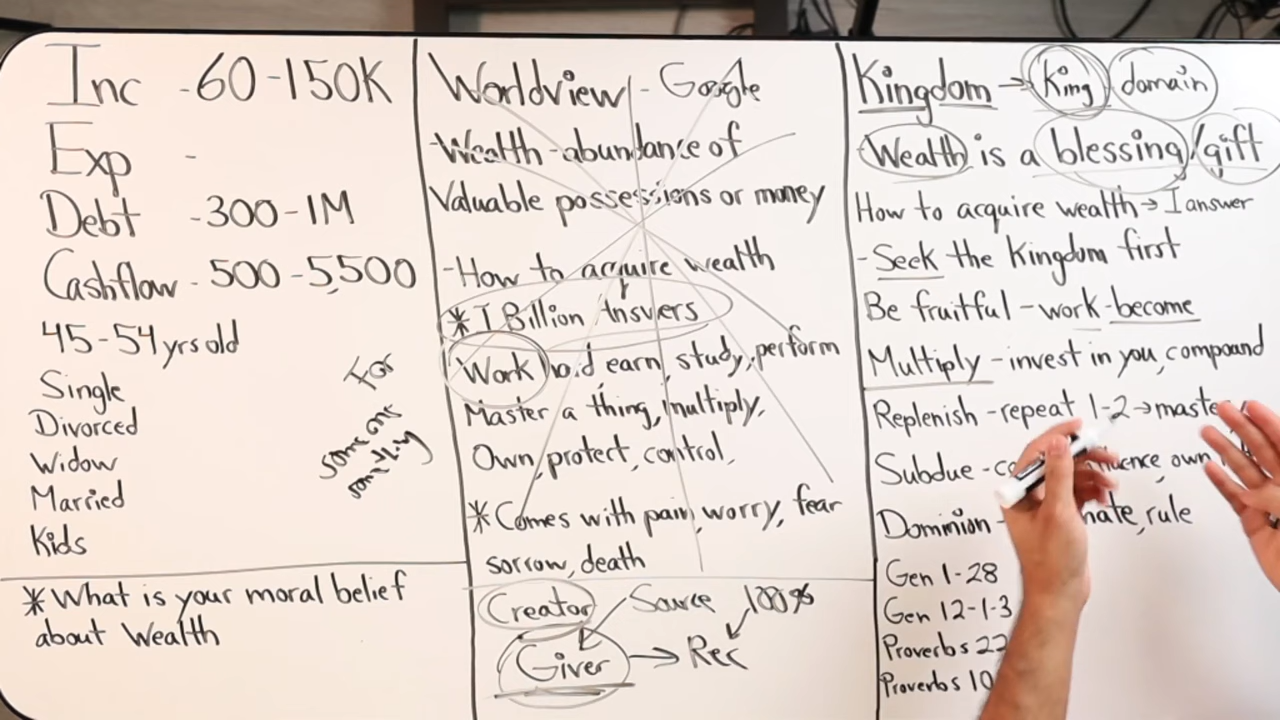 Inc - 60-150K
Exp -
Debt - 300-1M
Cashflow - 500-5,500
45-54 yrs old
Single
Divorced
Widow
Married
Kids
For
someone
* What is your moral belief
about Wealth
Worldview - Google
-Wealth - abundance of
Valuable possessions or money
-How to acquire wealth
* 1 Billion
Work earn, study, perform
Master a thing, multiply,
Own, protect, control,
* Comes with pain, worry, fear
sorrow, death
Creator Source 100%
Giver → Rec
Kingdom → King domain
-Wealth is a blessing/gift
How to acquire wealth → 1 answer
-Seek the Kingdom first
Be fruitful - work - become
Multiply - invest in you, compound
Replenish - repeat 1-2 →
Subdue - own
Dominion - rule
Gen 1-28
Gen 12-1-3
Proverbs 22
Proverbs 10